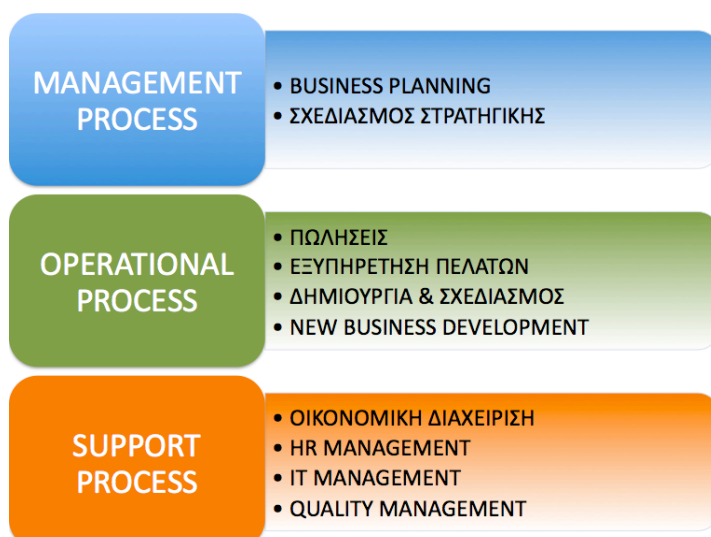 MANAGEMENT
PROCESS
• BUSINESS PLANNING
• ΣΧΕΔΙΑΣΜΟΣ ΣΤΡΑΤΗΓΙΚΗΣ
OPERATIONAL
PROCESS
• ΠΩΛΗΣΕΙΣ
• ΕΞΥΠΗΡΕΤΗΣΗ ΠΕΛΑΤΩΝ
• ΔΗΜΙΟΥΡΓΙΑ & ΣΧΕΔΙΑΣΜΟΣ
• NEW BUSINESS DEVELOPMENT
SUPPORT
PROCESS
• ΟΙΚΟΝΟΜΙΚΗ ΔΙΑΧΕΙΡΙΣΗ
• HR MANAGEMENT
• IT MANAGEMENT
• QUALITY MANAGEMENT